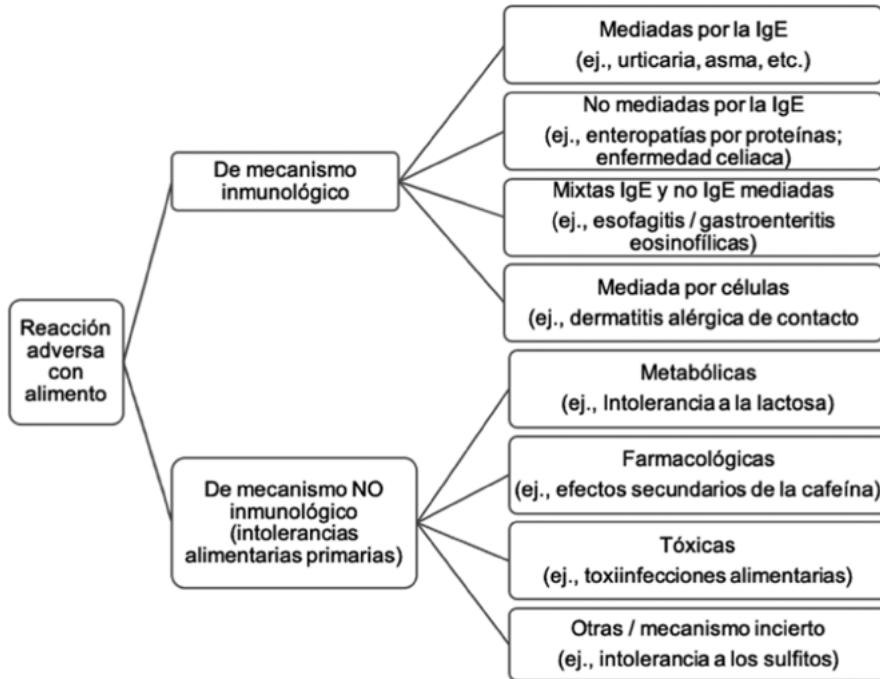 Reacción
adversa
con
alimento
De mecanismo
inmunológico
Mediadas por la IgE
(ej., urticaria, asma, etc.)
No mediadas por la IgE
(ej., enteropatías por proteínas;
enfermedad celiaca)
Mixtas IgE y no IgE mediadas
(ej., esofagitis / gastroenteritis
eosinofílicas)
Mediada por células
(ej., dermatitis alérgica de contacto
De mecanismo NO
inmunológico
(intolerancias
alimentarias primarias)
Metabólicas
(ej., Intolerancia a la lactosa)
Farmacológicas
(ej., efectos secundarios de la cafeína)
Tóxicas
(ej., toxiinfecciones alimentarias)
Otras / mecanismo incierto
(ej., intolerancia a los sulfitos)